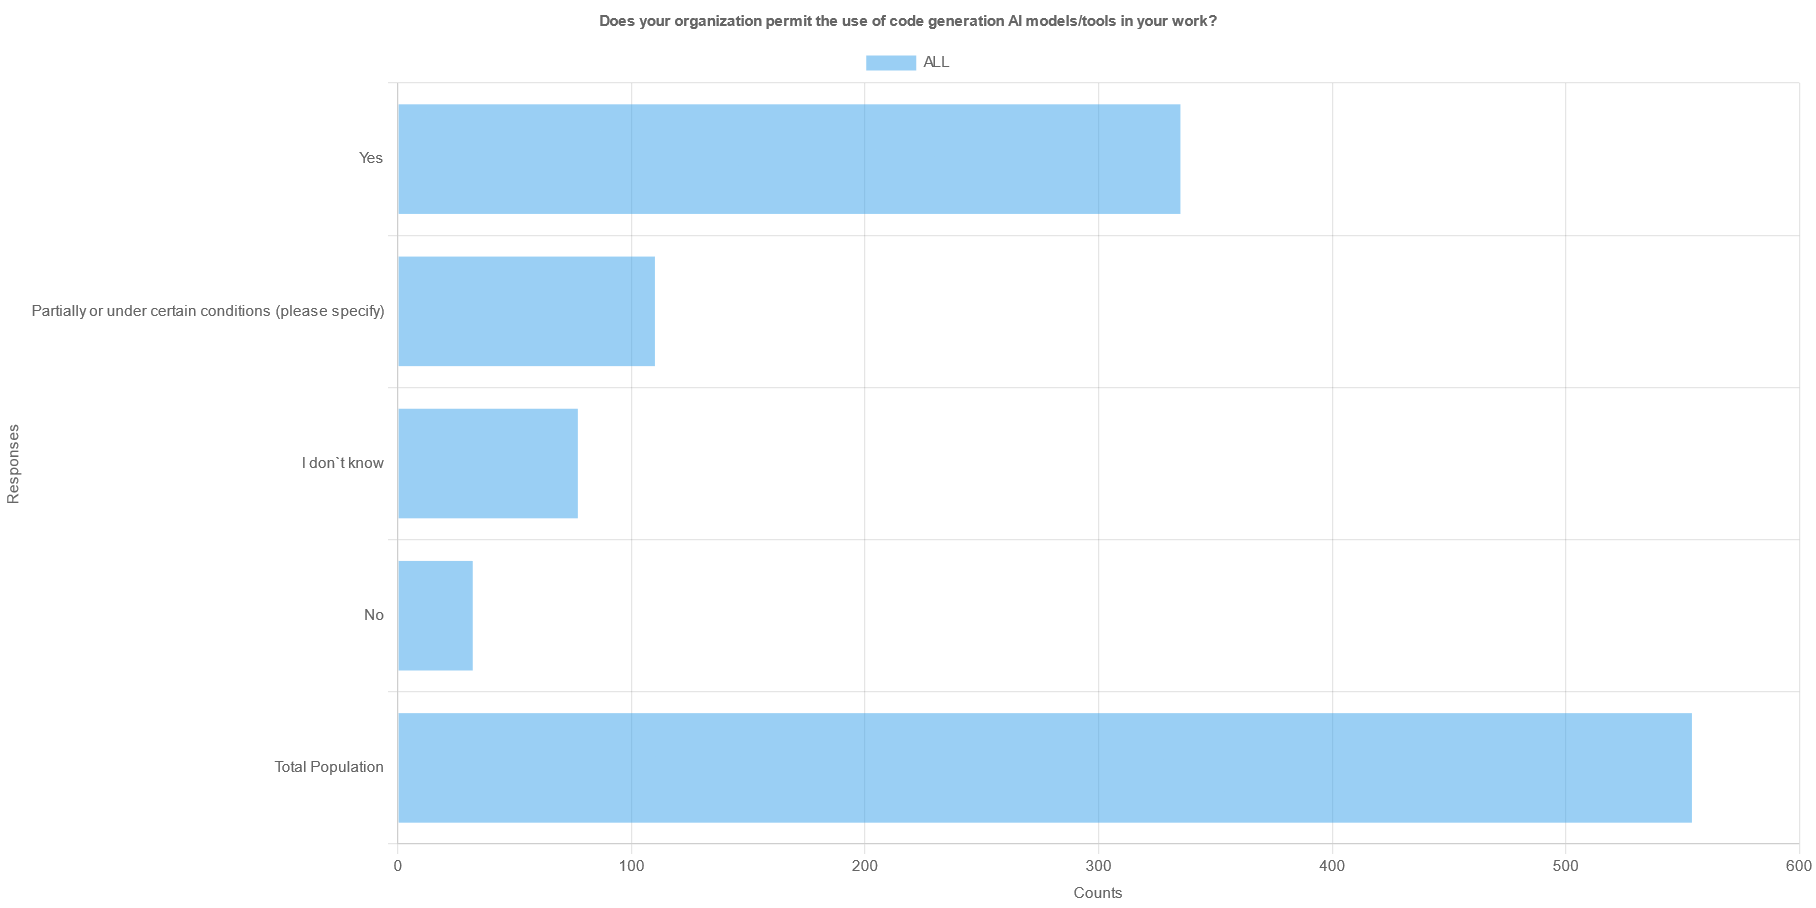 Does your organization permit the use of code generation AI models/tools in your work?
ALL
Yes
Partially or under certain conditions (please specify)
I don`t know
No
Total Population
Responses
0 100 200 300 400 500 600
Counts